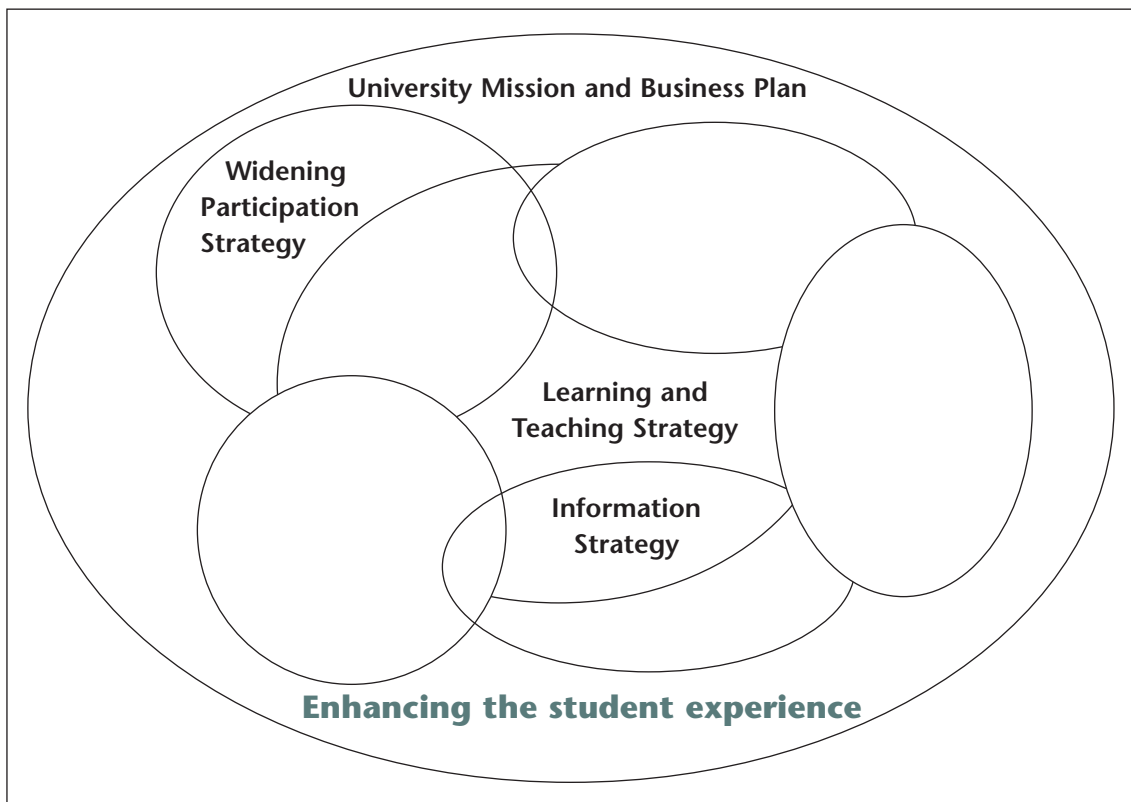 University Mission and Business Plan
Widening
Participation
Strategy
Learning and
Teaching Strategy
Information
Strategy
Enhancing the student experience